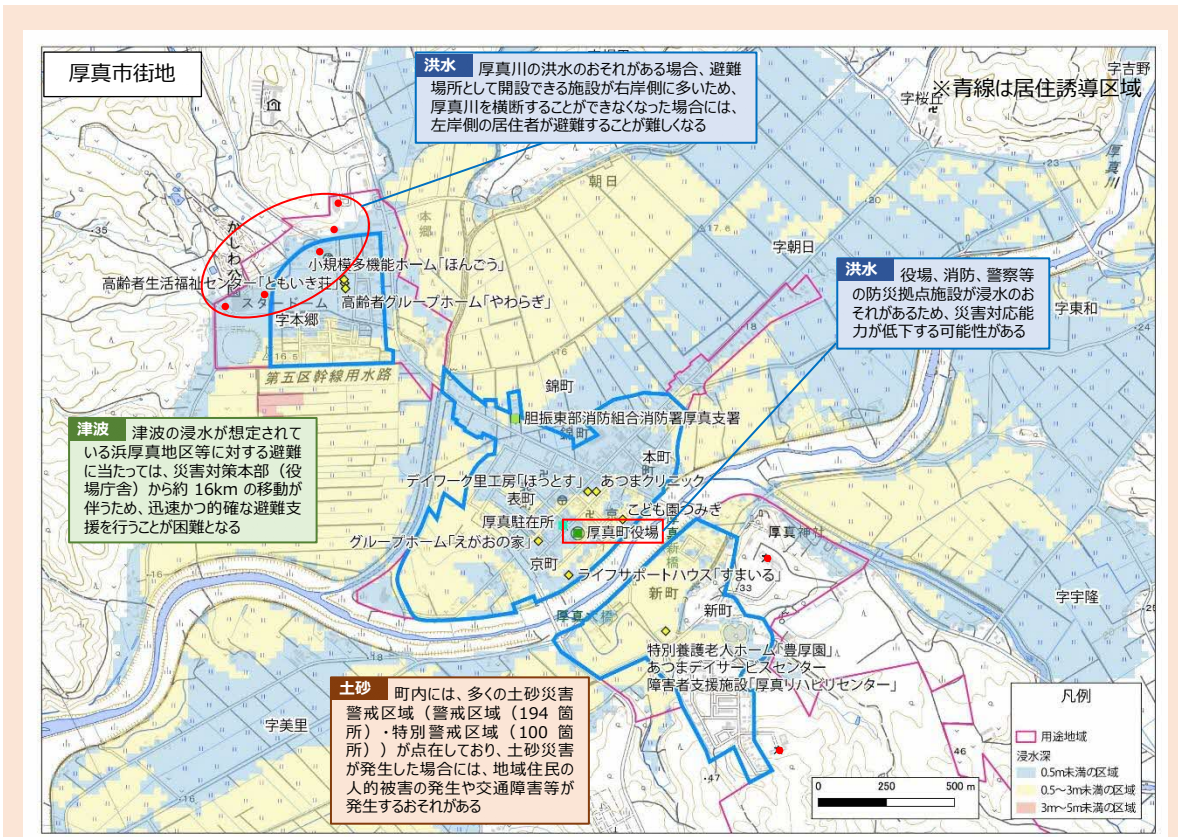 厚真市街地
洪水 厚真川の洪水のおそれがある場合、避難
場所として開設できる施設が右岸側に多いため、
厚真川を横断することができなくなった場合には、
左岸側の居住者が避難することが難しくなる
※青線は居住誘導区域
字吉野
字桜丘
厚真川
23
朝日
20
本郷
17.6
35
かしわ公
字朝日
小規模多機能ホーム「ほんごう」
高齢者生活福祉センター「ともいき荘」
スタードーム
高齢者グループホーム「やわらぎ」
字本郷
洪水 役場、消防、警察等
の防災拠点施設が浸水のお
それがあるため、災害対応能
力が低下する可能性がある
字東和
24
18
16.5
16
第五区幹線用水路
錦町
胆振東部消防組合消防署厚真支署
錦町
津波 津波の浸水が想定されて
いる浜厚真地区等に対する避難
に当たっては、災害対策本部（役
場庁舎）から約 16km の移動が
伴うため、迅速かつ的確な避難支
援を行うことが困難となる
本町
デイワーク里工房「ほっとす」
あつまクリニック
表町
こども園つみき
厚真駐在所
厚真町役場
厚真新橋
厚真神社
グループホーム「えがおの家」
京町
ライフサポートハウス「すまいる」
16
33
新町
新町
字宇隆
厚真大橋
18
特別養護老人ホーム「豊厚園」
あつまデイサービスセンター
障害者支援施設「厚真リハビリセンター」
土砂 町内には、多くの土砂災害
警戒区域（警戒区域（194 箇
所）・特別警戒区域（100 箇
所））が点在しており、土砂災害
が発生した場合には、地域住民の
人的被害の発生や交通障害等が
発生するおそれがある
字美里
16
47
46
凡例
用途地域
浸水深
0.5m未満の区域
0.5～3m未満の区域
3m～5m未満の区域
0 250 500 m